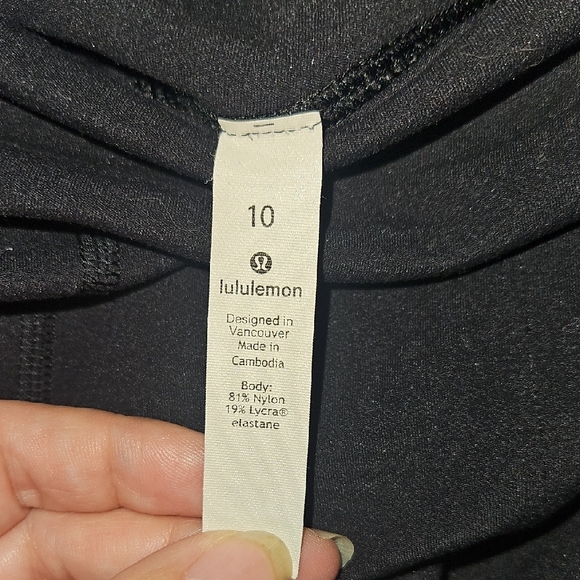 10
lululemon
Designed in
Vancouver
Made in
Cambodia
Body:
81% Nylon
19% Lycra®
elastane